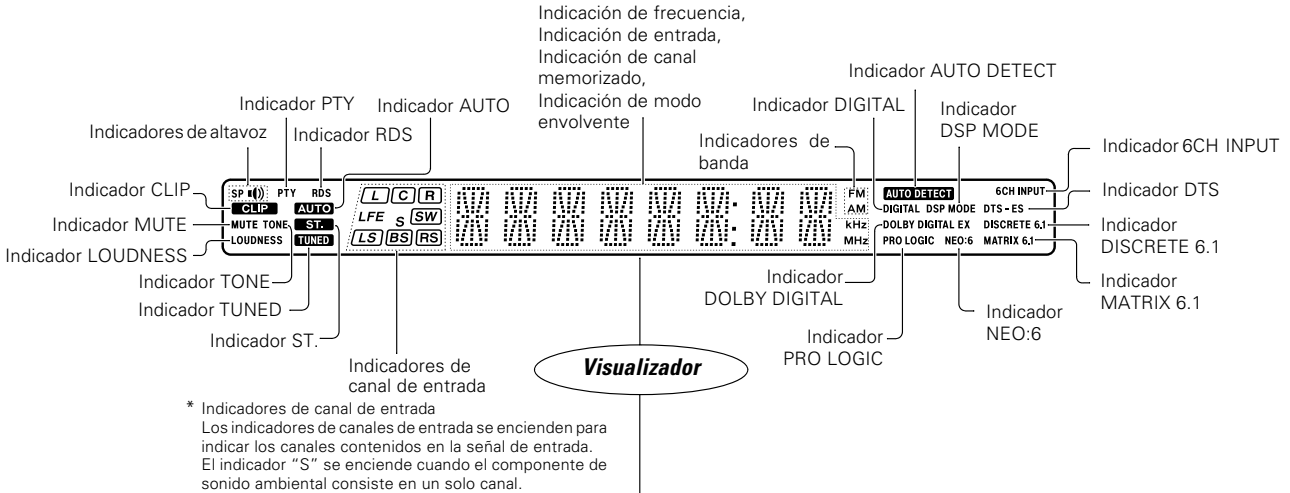 Indicación de frecuencia,
Indicación de entrada,
Indicación de canal
memorizado,
Indicación de modo
envolvente
Indicador AUTO DETECT
Indicador PTY
Indicador AUTO
Indicador DIGITAL
Indicador
DSP MODE
Indicadores de altavoz
Indicador RDS
Indicadores de
banda
Indicador 6CH INPUT
Indicador CLIP
Indicador MUTE
Indicador LOUDNESS
Indicador TONE
Indicador TUNED
Indicador ST.
SP PTY RDS
CLIP AUTO
MUTE TONE ST.
LOUDNESS TUNED
L C R
LFE S SW
LS BS RS
FM
AM
kHz
MHz
AUTO DETECT 6CH INPUT
DIGITAL DSP MODE DTS-ES
DOLBY DIGITAL EX DISCRETE 6.1
PRO LOGIC NEO:6 MATRIX 6.1
Indicador DTS
Indicador
DISCRETE 6.1
Indicador
MATRIX 6.1
Indicador
DOLBY DIGITAL
Indicador
NEO:6
Indicador
PRO LOGIC
Indicadores de
canal de entrada
Visualizador
* Indicadores de canal de entrada
Los indicadores de canales de entrada se encienden para
indicar los canales contenidos en la señal de entrada.
El indicador “S” se enciende cuando el componente de
sonido ambiental consiste en un solo canal.